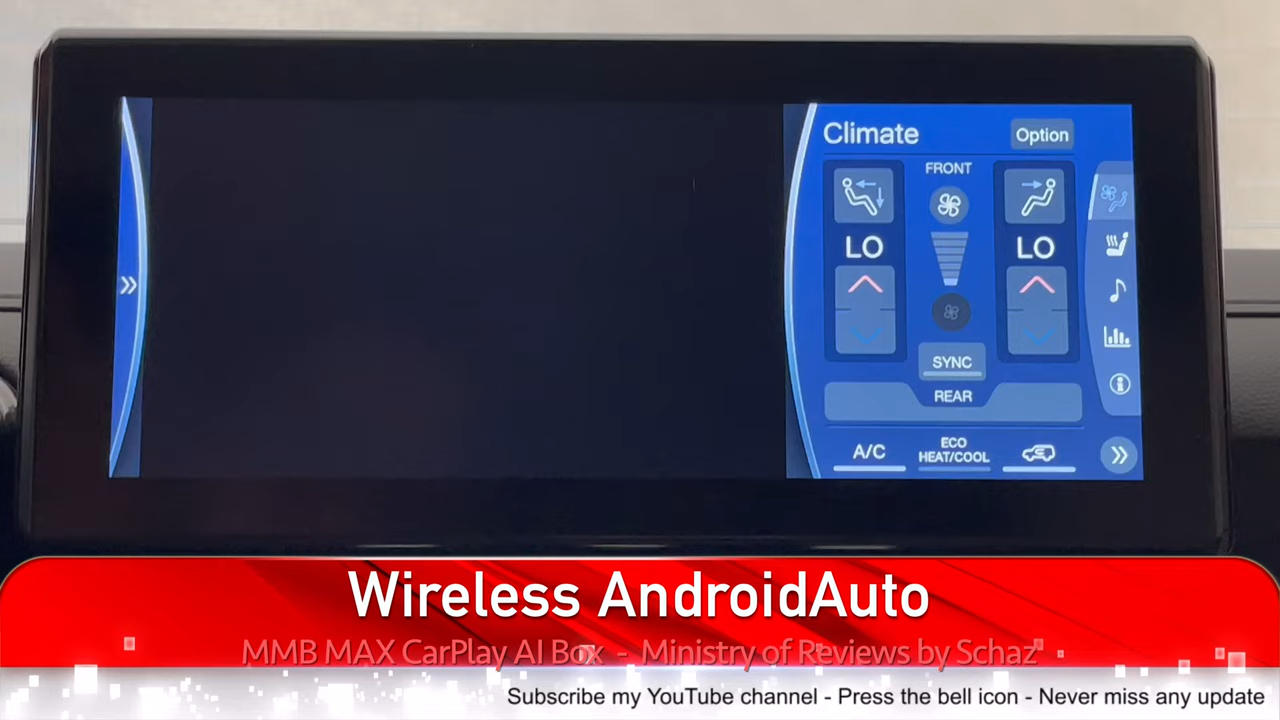 Climate
Option
FRONT
LO
LO
SYNC
REAR
A/C
ECO
HEAT/COOL
Wireless AndroidAuto
MMB MAX CarPlay AI Box - Ministry of Reviews by Schaz
Subscribe my YouTube channel - Press the bell icon - Never miss any update